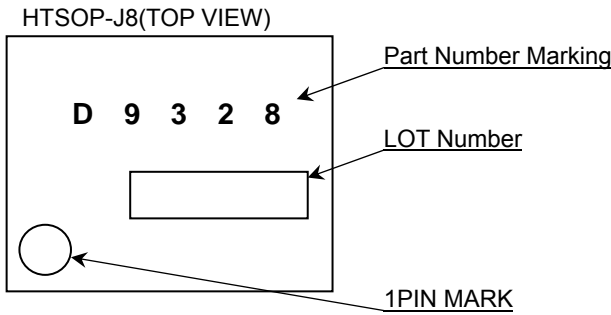 HTSOP-J8(TOP VIEW)
Part Number Marking
D 9 3 2 8
LOT Number
1PIN MARK